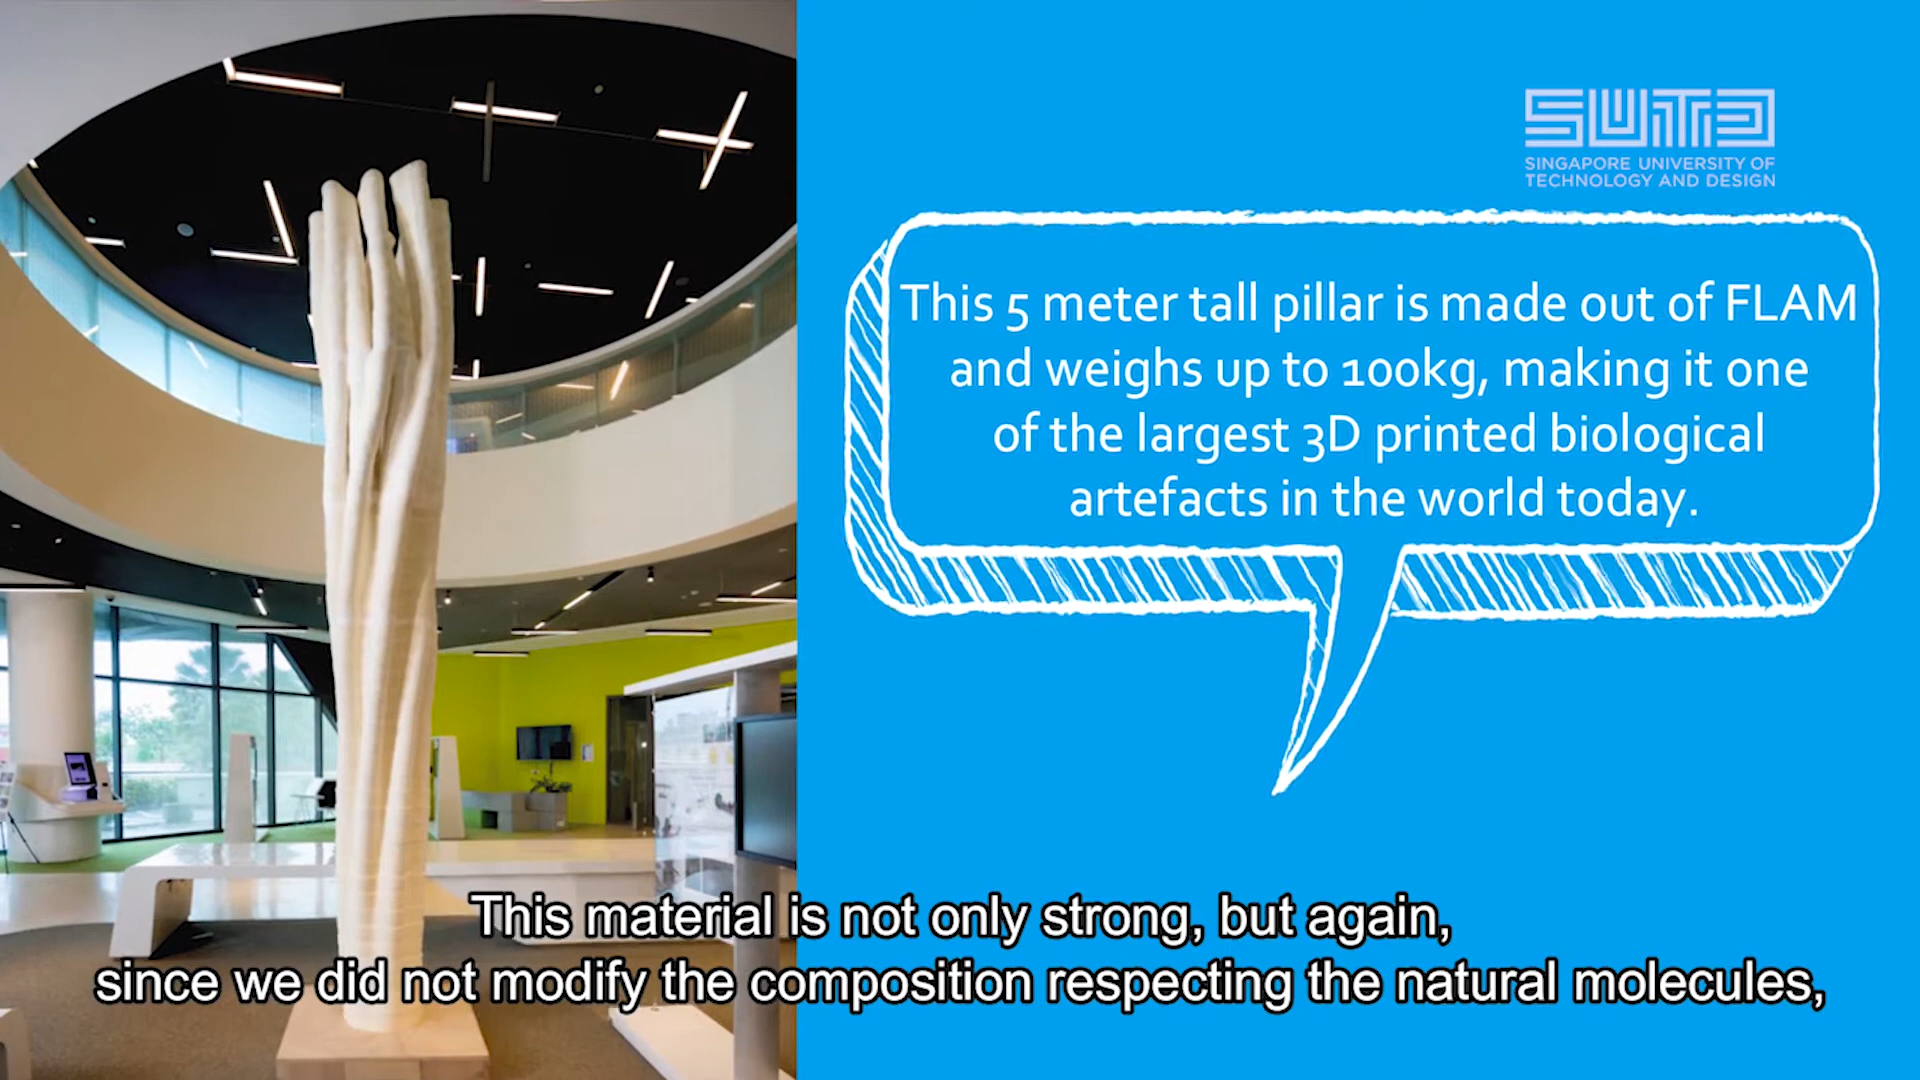 SUTD
SINGAPORE UNIVERSITY OF
TECHNOLOGY AND DESIGN
This 5 meter tall pillar is made out of FLAM
and weighs up to 100kg, making it one
of the largest 3D printed biological
artefacts in the world today.
This material is not only strong, but again,
since we did not modify the composition respecting the natural molecules,